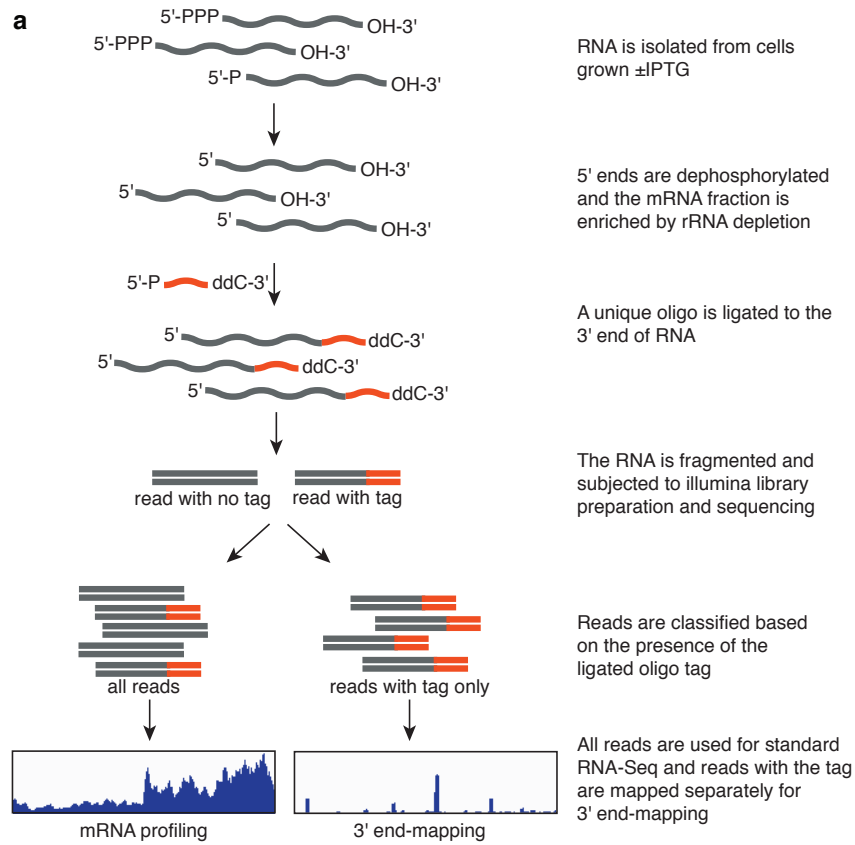 a
5'-PPP
OH-3'
5'-PPP
OH-3'
5'-P
OH-3'
RNA is isolated from cells
grown ±IPTG
5'
OH-3'
5'
OH-3'
5'
OH-3'
5' ends are dephosphorylated
and the mRNA fraction is
enriched by rRNA depletion
5'-P
ddC-3'
5'
ddC-3'
5'
ddC-3'
5'
ddC-3'
A unique oligo is ligated to the
3' end of RNA
read with no tag
read with tag
The RNA is fragmented and
subjected to illumina library
preparation and sequencing
all reads
reads with tag only
Reads are classified based
on the presence of the
ligated oligo tag
mRNA profiling
3' end-mapping
All reads are used for standard
RNA-Seq and reads with the tag
are mapped separately for
3' end-mapping